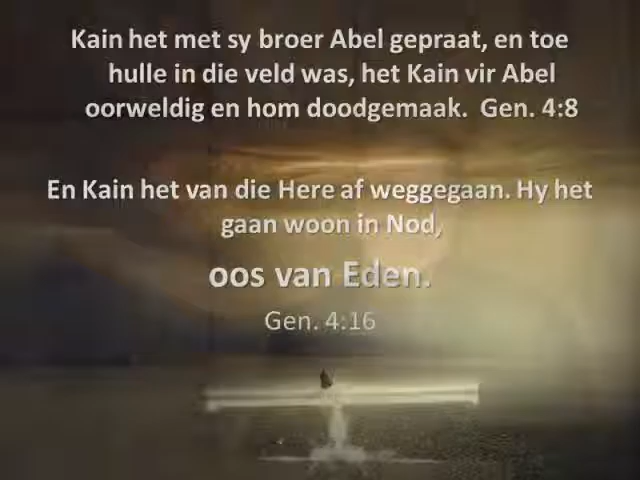 Kain het met sy broer Abel gepraat, en toe
hulle in die veld was, het Kain vir Abel
oorweldig en hom doodgemaak.  Gen. 4:8
En Kain het van die Here af weggegaan. Hy het
gaan woon in Nod,
oos van Eden.
Gen. 4:16